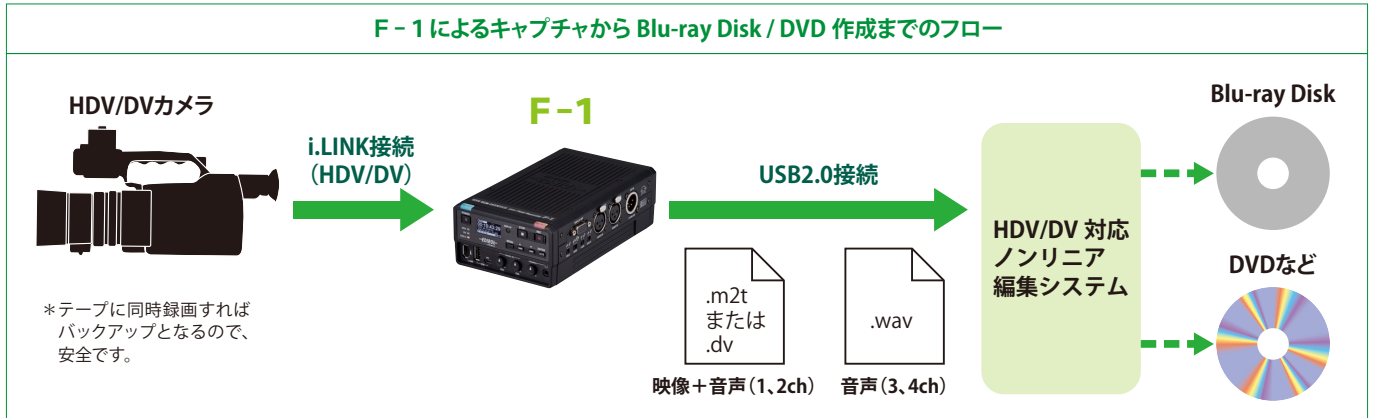 F-1によるキャプチャから Blu-ray Disk / DVD 作成までのフロー
HDV/DVカメラ
i.LINK接続
（HDV/DV）
F-1
USB2.0接続
Blu-ray Disk
HDV/DV 対応
ノンリニア
編集システム
DVDなど
.m2t
または
.dv
.wav
映像＋音声（1、2ch）
音声（3、4ch）
＊テープに同時録画すれば
バックアップとなるので、
安全です。